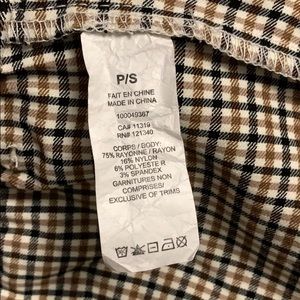 P/S
FAIT EN CHINE
MADE IN CHINA
100049367
CA# 11319
RN# 121340
CORPS / BODY:
75% RAYONNE / RAYON
16% NYLON
6% POLYESTER
3% SPANDEX
GARNITURES NON
COMPRISES/
EXCLUSIVE OF TRIMS